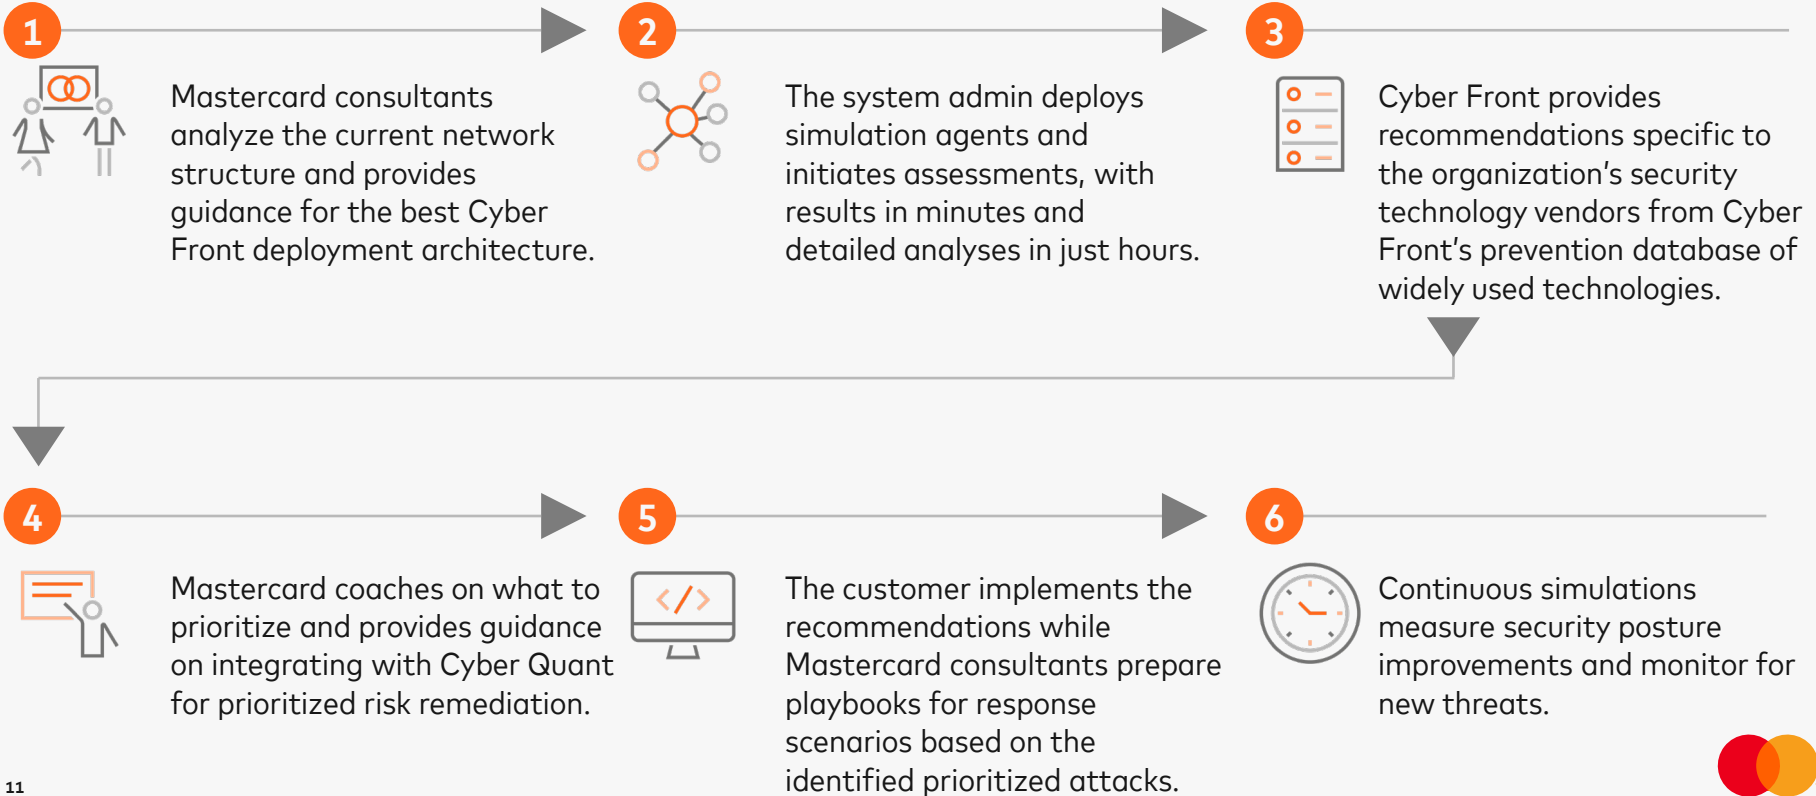 1
Mastercard consultants
analyze the current network
structure and provides
guidance for the best Cyber
Front deployment architecture.
2
The system admin deploys
simulation agents and
initiates assessments, with
results in minutes and
detailed analyses in just hours.
3
Cyber Front provides
recommendations specific to
the organization’s security
technology vendors from Cyber
Front’s prevention database of
widely used technologies.
4
Mastercard coaches on what to
prioritize and provides guidance
on integrating with Cyber Quant
for prioritized risk remediation.
5
The customer implements the
recommendations while
Mastercard consultants prepare
playbooks for response
scenarios based on the
identified prioritized attacks.
6
Continuous simulations
measure security posture
improvements and monitor for
new threats.
11